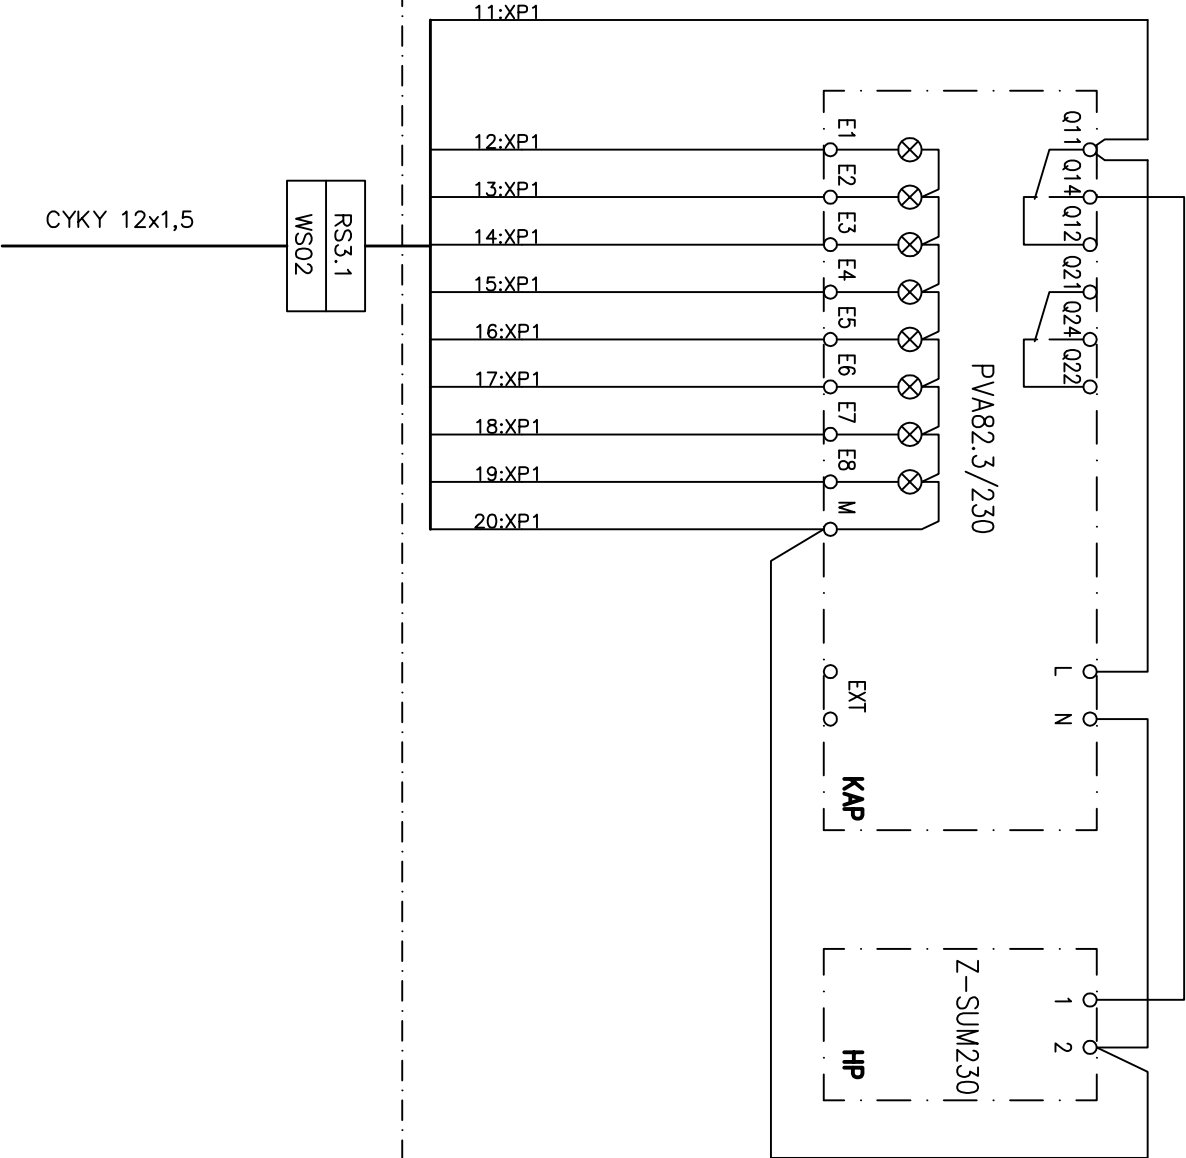 11:XP1
12:XP1
13:XP1
14:XP1
15:XP1
16:XP1
17:XP1
18:XP1
19:XP1
20:XP1
CYKY 12x1,5
RS3.1
WS02
E1
E2
E3
E4
E5
E6
E7
E8
M
EXT
KAP
Q11
Q14
Q12
Q21
Q24
Q22
PVA82.3/230
L
N
Z-SUM230
1
2
HP